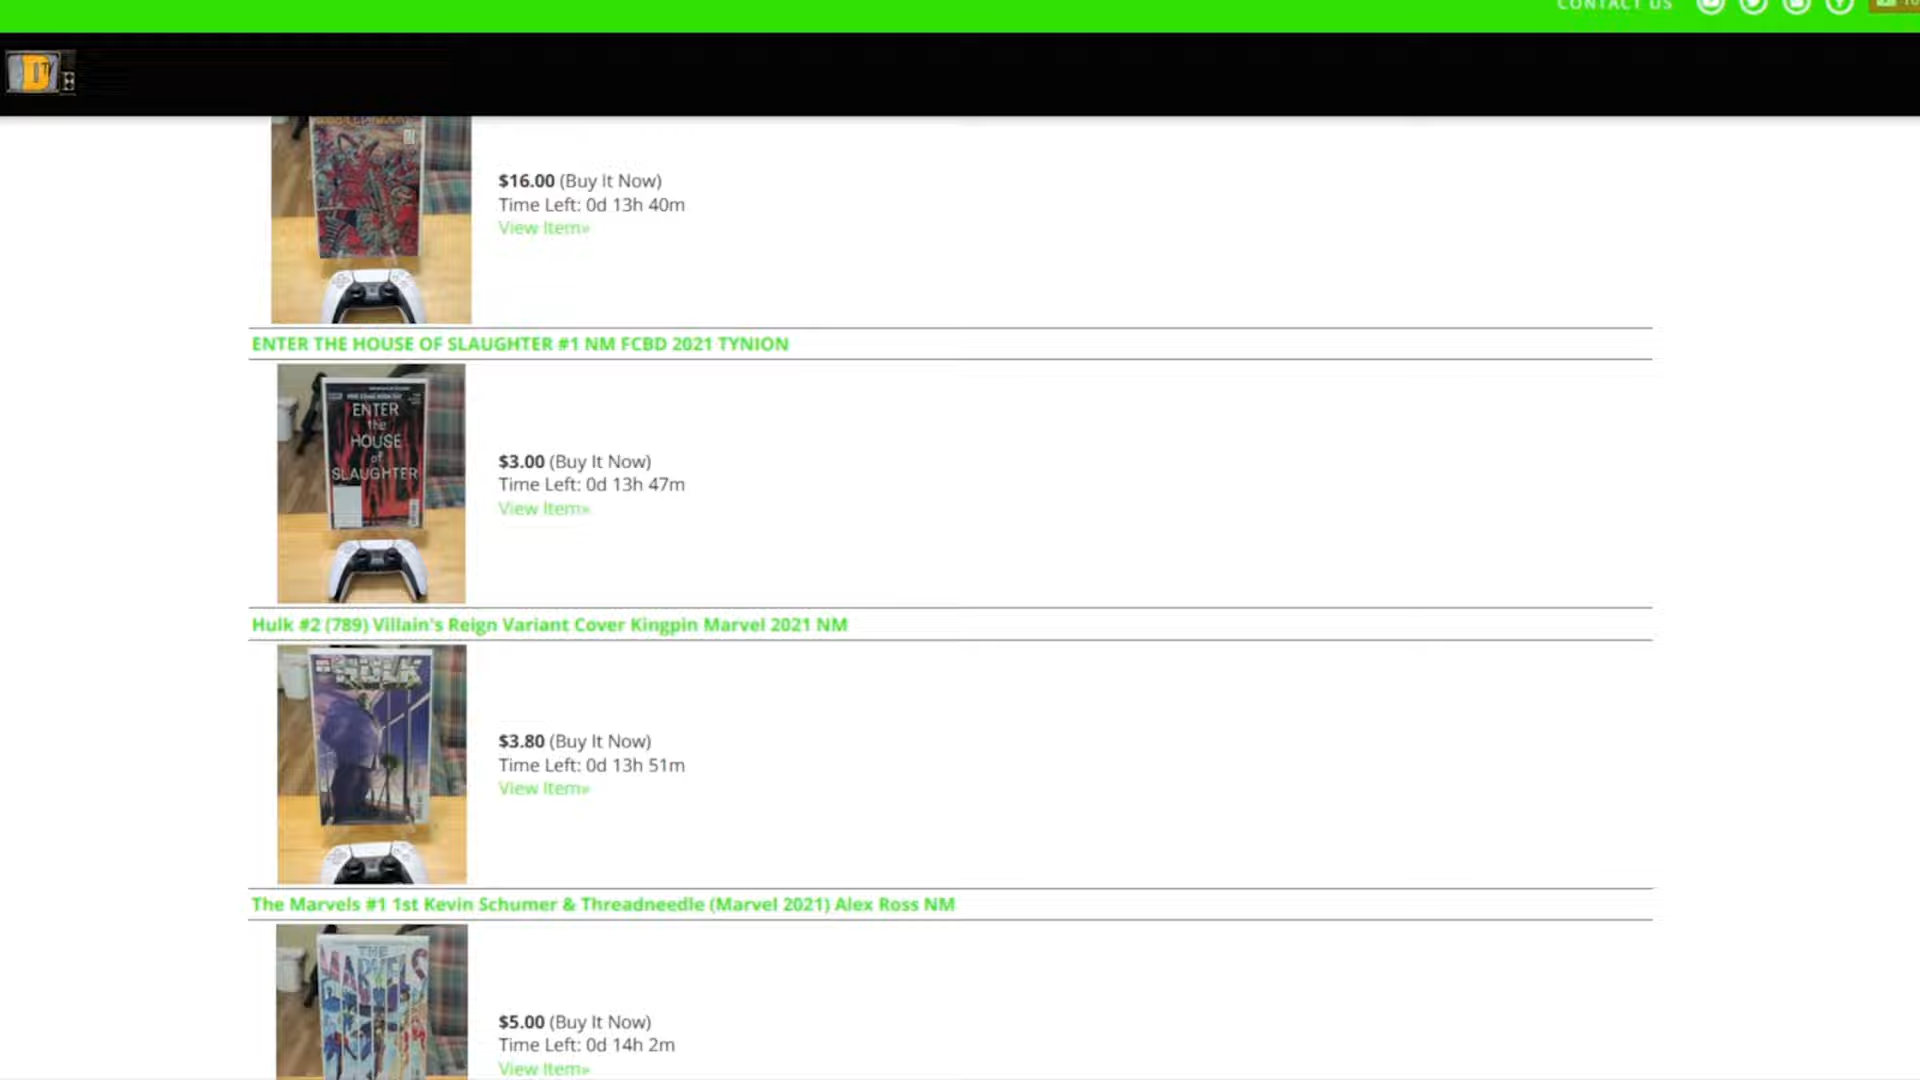 CONTACT US
D
TV
$16.00 (Buy It Now)
Time Left: 0d 13h 40m
View Item»
ENTER THE HOUSE OF SLAUGHTER #1 NM FCBD 2021 TYNION
ENTER
the
HOUSE
of
SLAUGHTER
$3.00 (Buy It Now)
Time Left: 0d 13h 47m
View Item»
Hulk #2 (789) Villain's Reign Variant Cover Kingpin Marvel 2021 NM
HULK
$3.80 (Buy It Now)
Time Left: 0d 13h 51m
View Item»
The Marvels #1 1st Kevin Schumer & Threadneedle (Marvel 2021) Alex Ross NM
THE
MARVELS
$5.00 (Buy It Now)
Time Left: 0d 14h 2m
View Item»